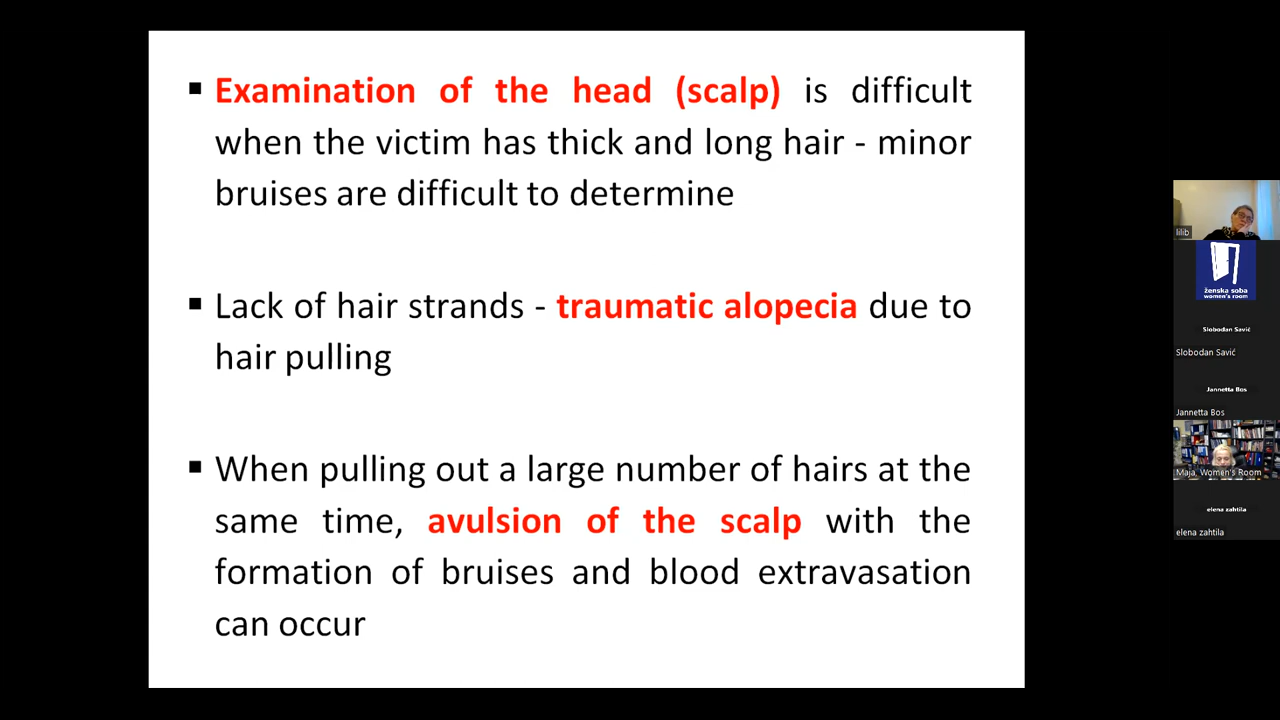 ▪ Examination of the head (scalp) is difficult
when the victim has thick and long hair - minor
bruises are difficult to determine
▪ Lack of hair strands - traumatic alopecia due to
hair pulling
▪ When pulling out a large number of hairs at the
same time, avulsion of the scalp with the
formation of bruises and blood extravasation
can occur
lilib
ženska soba
women's room
Slobodan Savić
Slobodan Savić
Jannetta Bos
Jannetta Bos
Maja, Women's Room
elena zahtila
elena zahtila